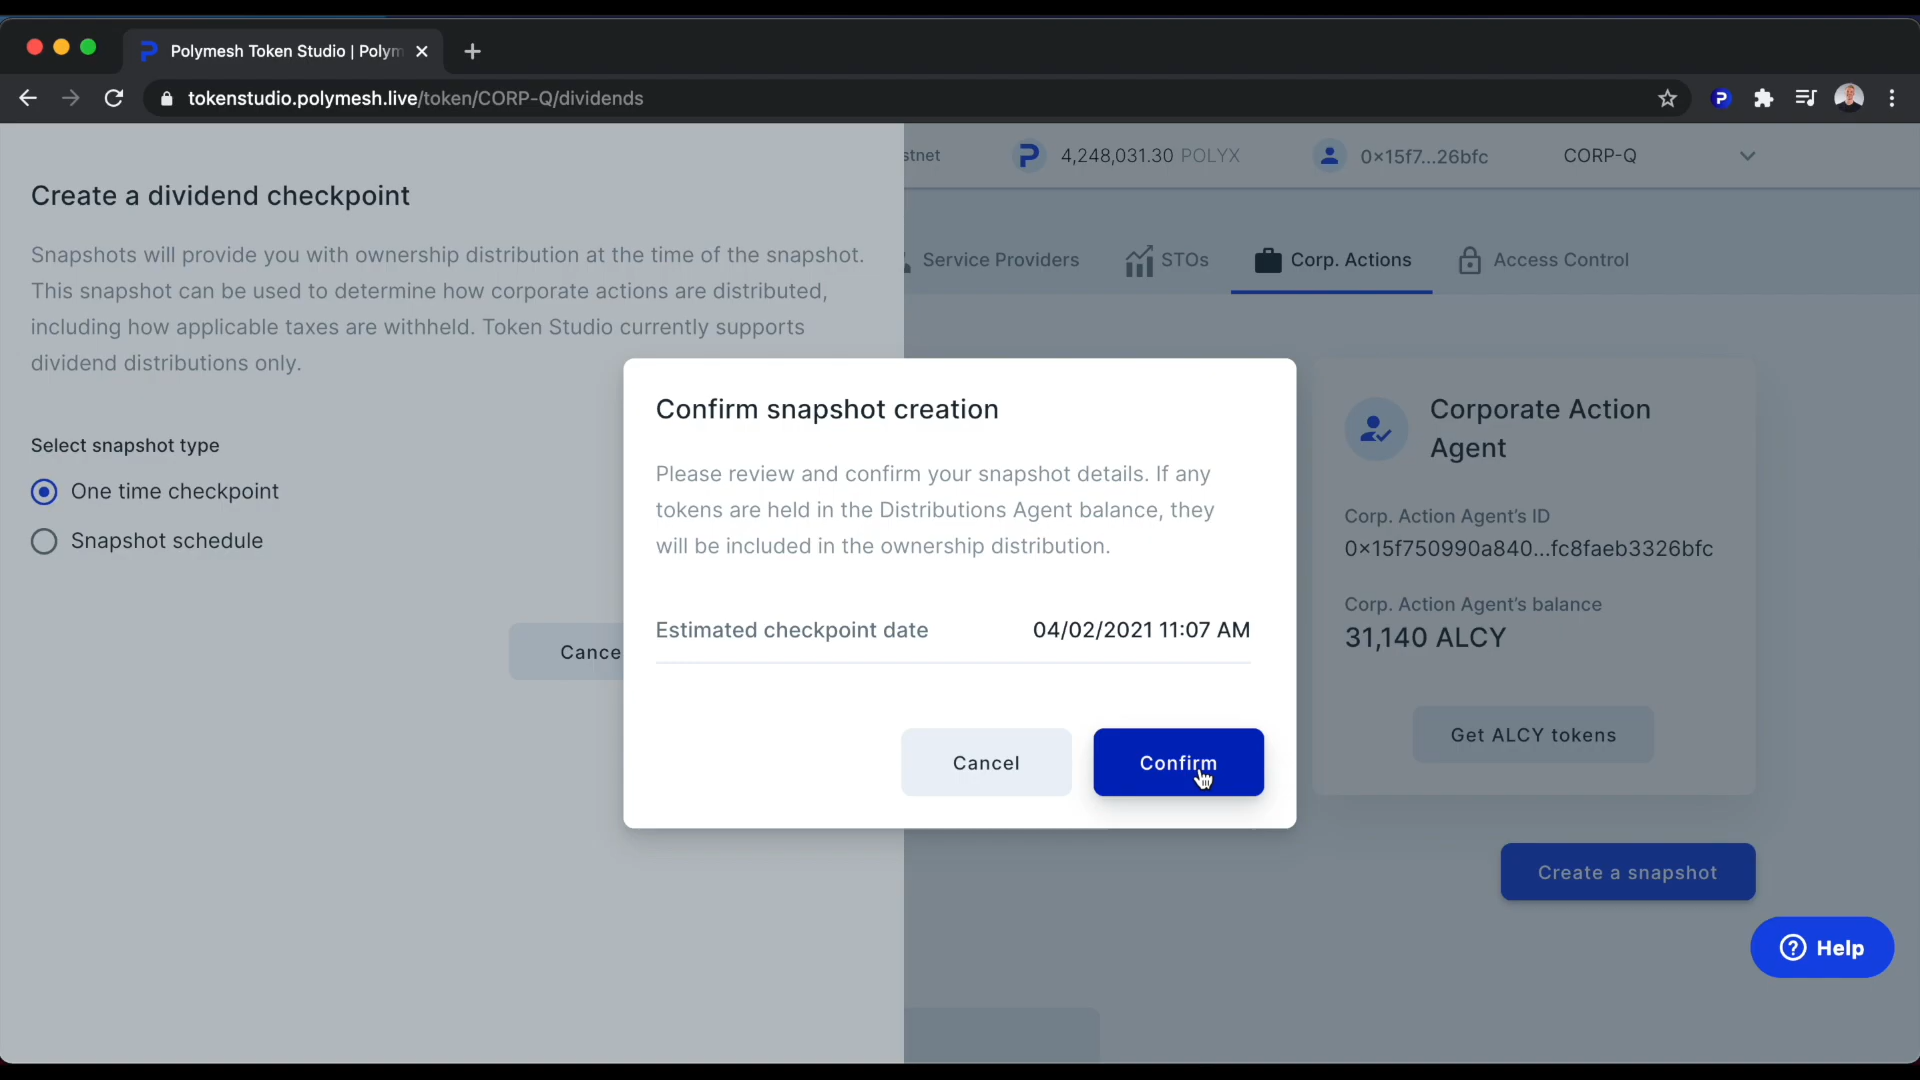 Polymesh Token Studio | Polym
tokenstudio.polymesh.live/token/CORP-Q/dividends
stnet
4,248,031.30 POLYX
0×15f7...26bfc
CORP-Q
Service Providers
STOs
Corp. Actions
Access Control
Create a dividend checkpoint
Snapshots will provide you with ownership distribution at the time of the snapshot.
This snapshot can be used to determine how corporate actions are distributed,
including how applicable taxes are withheld. Token Studio currently supports
dividend distributions only.
Select snapshot type
One time checkpoint
Snapshot schedule
Cance
Confirm snapshot creation
Please review and confirm your snapshot details. If any
tokens are held in the Distributions Agent balance, they
will be included in the ownership distribution.
Estimated checkpoint date
04/02/2021 11:07 AM
Cancel
Confirm
Corporate Action
Agent
Corp. Action Agent's ID
0×15f750990a840...fc8faeb3326bfc
Corp. Action Agent's balance
31,140 ALCY
Get ALCY tokens
Create a snapshot
Help